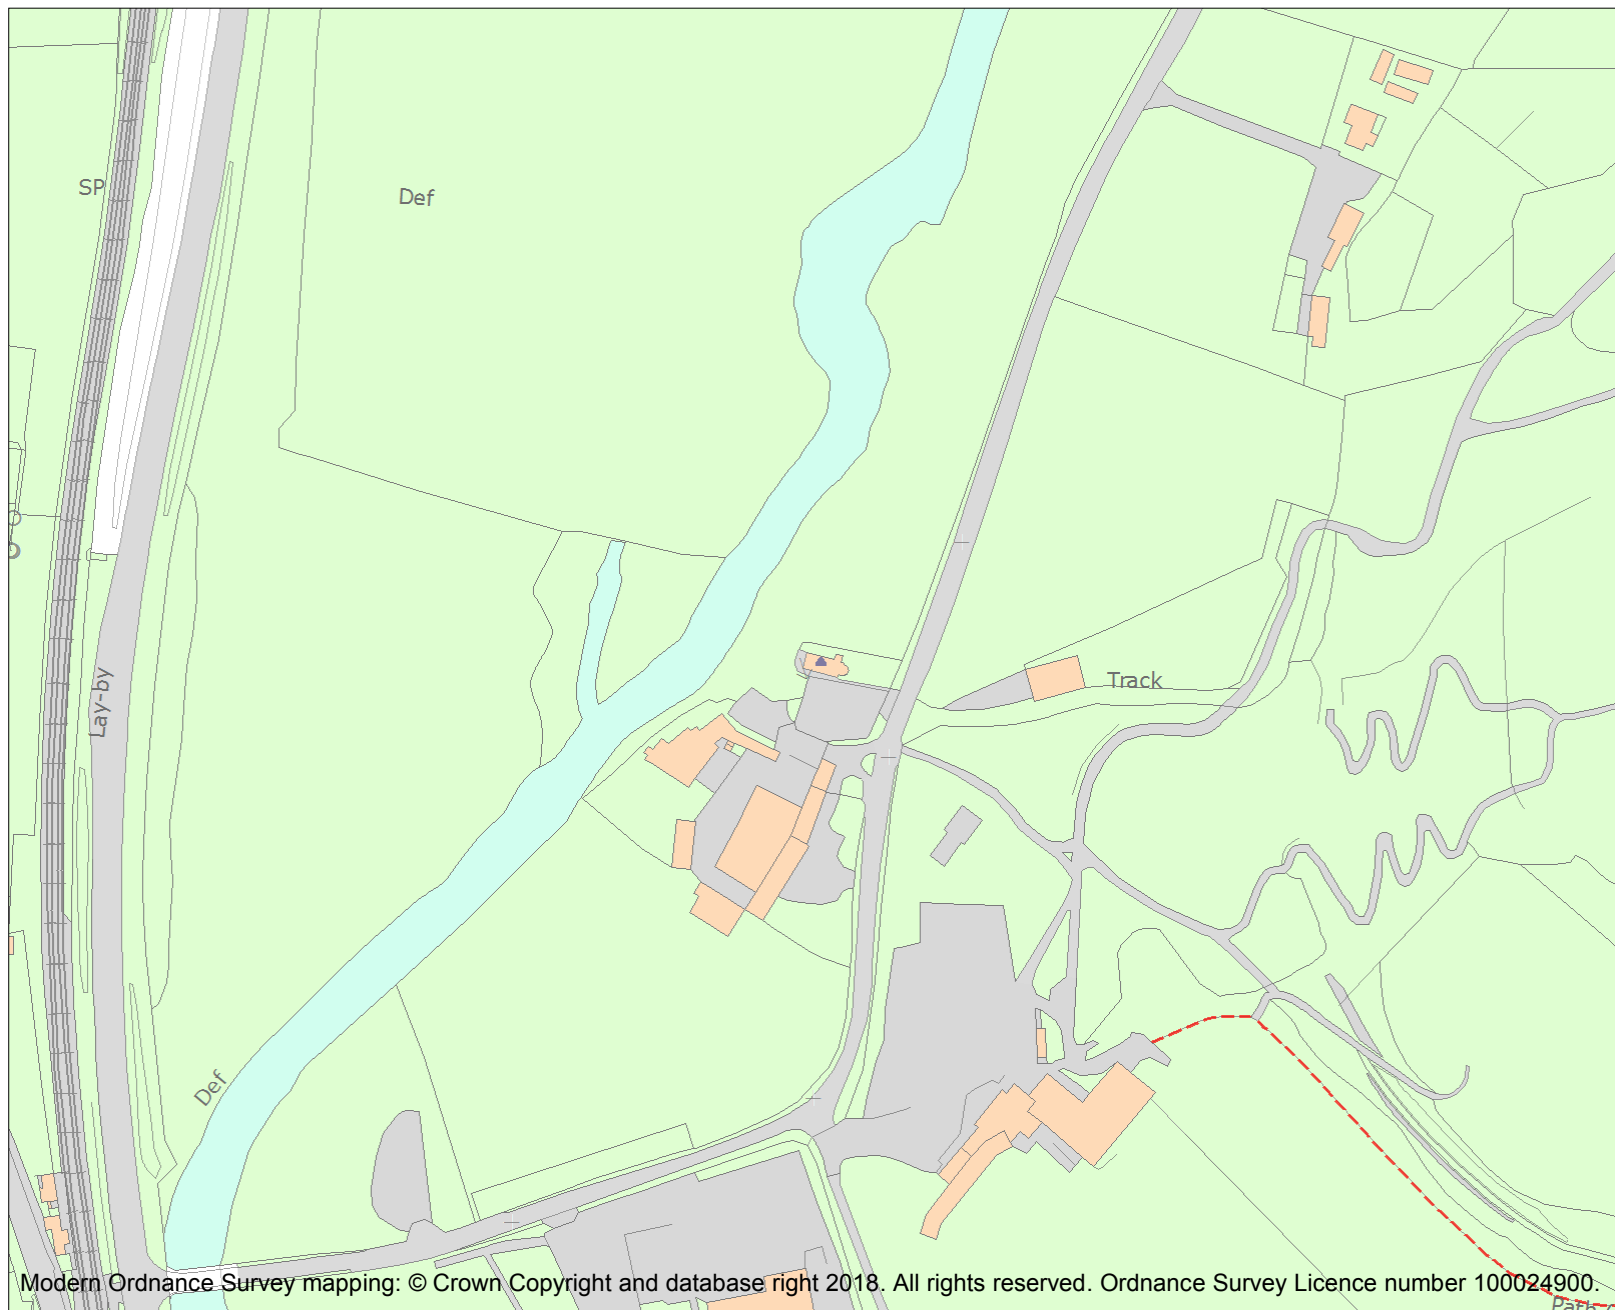 SP
Def
Track
Lay-by
Def
Modern Ordnance Survey mapping: © Crown Copyright and database right 2018. All rights reserved. Ordnance Survey Licence number 100024900.